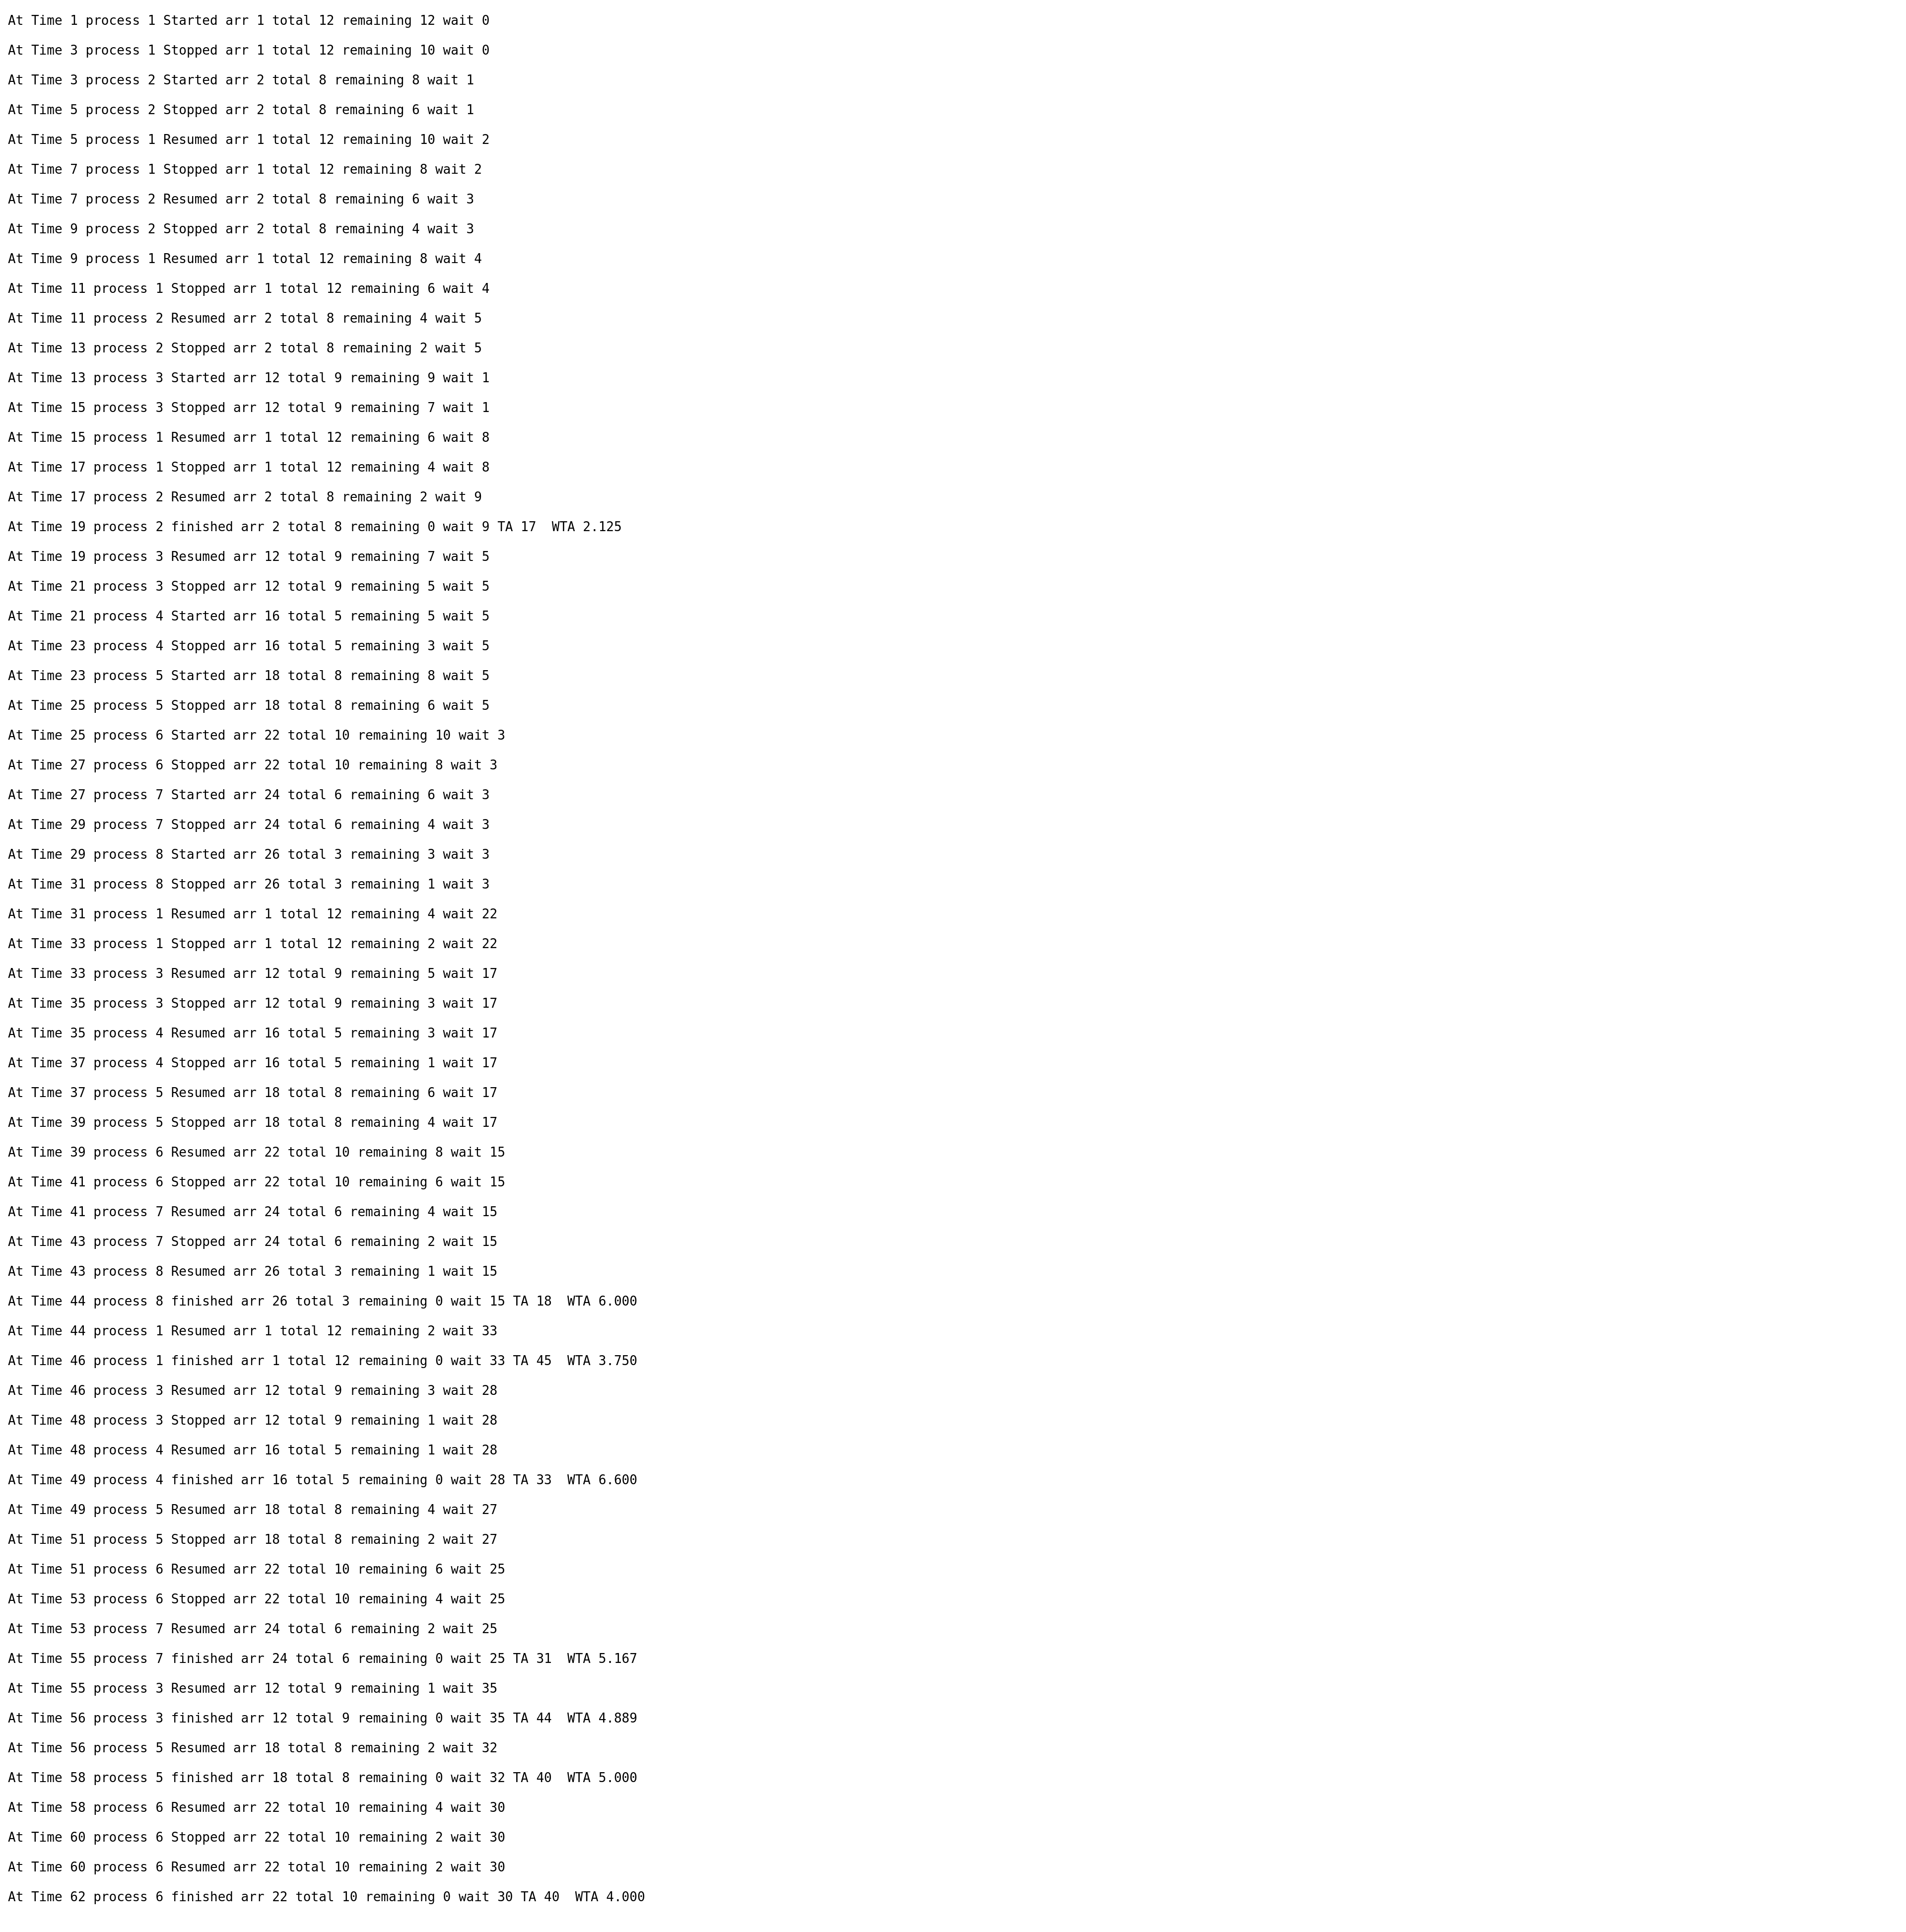 At Time 1 process 1 Started arr 1 total 12 remaining 12 wait 0
At Time 3 process 1 Stopped arr 1 total 12 remaining 10 wait 0
At Time 3 process 2 Started arr 2 total 8 remaining 8 wait 1
At Time 5 process 2 Stopped arr 2 total 8 remaining 6 wait 1
At Time 5 process 1 Resumed arr 1 total 12 remaining 10 wait 2
At Time 7 process 1 Stopped arr 1 total 12 remaining 8 wait 2
At Time 7 process 2 Resumed arr 2 total 8 remaining 6 wait 3
At Time 9 process 2 Stopped arr 2 total 8 remaining 4 wait 3
At Time 9 process 1 Resumed arr 1 total 12 remaining 8 wait 4
At Time 11 process 1 Stopped arr 1 total 12 remaining 6 wait 4
At Time 11 process 2 Resumed arr 2 total 8 remaining 4 wait 5
At Time 13 process 2 Stopped arr 2 total 8 remaining 2 wait 5
At Time 13 process 3 Started arr 12 total 9 remaining 9 wait 1
At Time 15 process 3 Stopped arr 12 total 9 remaining 7 wait 1
At Time 15 process 1 Resumed arr 1 total 12 remaining 6 wait 8
At Time 17 process 1 Stopped arr 1 total 12 remaining 4 wait 8
At Time 17 process 2 Resumed arr 2 total 8 remaining 2 wait 9
At Time 19 process 2 finished arr 2 total 8 remaining 0 wait 9 TA 17  WTA 2.125
At Time 19 process 3 Resumed arr 12 total 9 remaining 7 wait 5
At Time 21 process 3 Stopped arr 12 total 9 remaining 5 wait 5
At Time 21 process 4 Started arr 16 total 5 remaining 5 wait 5
At Time 23 process 4 Stopped arr 16 total 5 remaining 3 wait 5
At Time 23 process 5 Started arr 18 total 8 remaining 8 wait 5
At Time 25 process 5 Stopped arr 18 total 8 remaining 6 wait 5
At Time 25 process 6 Started arr 22 total 10 remaining 10 wait 3
At Time 27 process 6 Stopped arr 22 total 10 remaining 8 wait 3
At Time 27 process 7 Started arr 24 total 6 remaining 6 wait 3
At Time 29 process 7 Stopped arr 24 total 6 remaining 4 wait 3
At Time 29 process 8 Started arr 26 total 3 remaining 3 wait 3
At Time 31 process 8 Stopped arr 26 total 3 remaining 1 wait 3
At Time 31 process 1 Resumed arr 1 total 12 remaining 4 wait 22
At Time 33 process 1 Stopped arr 1 total 12 remaining 2 wait 22
At Time 33 process 3 Resumed arr 12 total 9 remaining 5 wait 17
At Time 35 process 3 Stopped arr 12 total 9 remaining 3 wait 17
At Time 35 process 4 Resumed arr 16 total 5 remaining 3 wait 17
At Time 37 process 4 Stopped arr 16 total 5 remaining 1 wait 17
At Time 37 process 5 Resumed arr 18 total 8 remaining 6 wait 17
At Time 39 process 5 Stopped arr 18 total 8 remaining 4 wait 17
At Time 39 process 6 Resumed arr 22 total 10 remaining 8 wait 15
At Time 41 process 6 Stopped arr 22 total 10 remaining 6 wait 15
At Time 41 process 7 Resumed arr 24 total 6 remaining 4 wait 15
At Time 43 process 7 Stopped arr 24 total 6 remaining 2 wait 15
At Time 43 process 8 Resumed arr 26 total 3 remaining 1 wait 15
At Time 44 process 8 finished arr 26 total 3 remaining 0 wait 15 TA 18  WTA 6.000
At Time 44 process 1 Resumed arr 1 total 12 remaining 2 wait 33
At Time 46 process 1 finished arr 1 total 12 remaining 0 wait 33 TA 45  WTA 3.750
At Time 46 process 3 Resumed arr 12 total 9 remaining 3 wait 28
At Time 48 process 3 Stopped arr 12 total 9 remaining 1 wait 28
At Time 48 process 4 Resumed arr 16 total 5 remaining 1 wait 28
At Time 49 process 4 finished arr 16 total 5 remaining 0 wait 28 TA 33  WTA 6.600
At Time 49 process 5 Resumed arr 18 total 8 remaining 4 wait 27
At Time 51 process 5 Stopped arr 18 total 8 remaining 2 wait 27
At Time 51 process 6 Resumed arr 22 total 10 remaining 6 wait 25
At Time 53 process 6 Stopped arr 22 total 10 remaining 4 wait 25
At Time 53 process 7 Resumed arr 24 total 6 remaining 2 wait 25
At Time 55 process 7 finished arr 24 total 6 remaining 0 wait 25 TA 31  WTA 5.167
At Time 55 process 3 Resumed arr 12 total 9 remaining 1 wait 35
At Time 56 process 3 finished arr 12 total 9 remaining 0 wait 35 TA 44  WTA 4.889
At Time 56 process 5 Resumed arr 18 total 8 remaining 2 wait 32
At Time 58 process 5 finished arr 18 total 8 remaining 0 wait 32 TA 40  WTA 5.000
At Time 58 process 6 Resumed arr 22 total 10 remaining 4 wait 30
At Time 60 process 6 Stopped arr 22 total 10 remaining 2 wait 30
At Time 60 process 6 Resumed arr 22 total 10 remaining 2 wait 30
At Time 62 process 6 finished arr 22 total 10 remaining 0 wait 30 TA 40  WTA 4.000